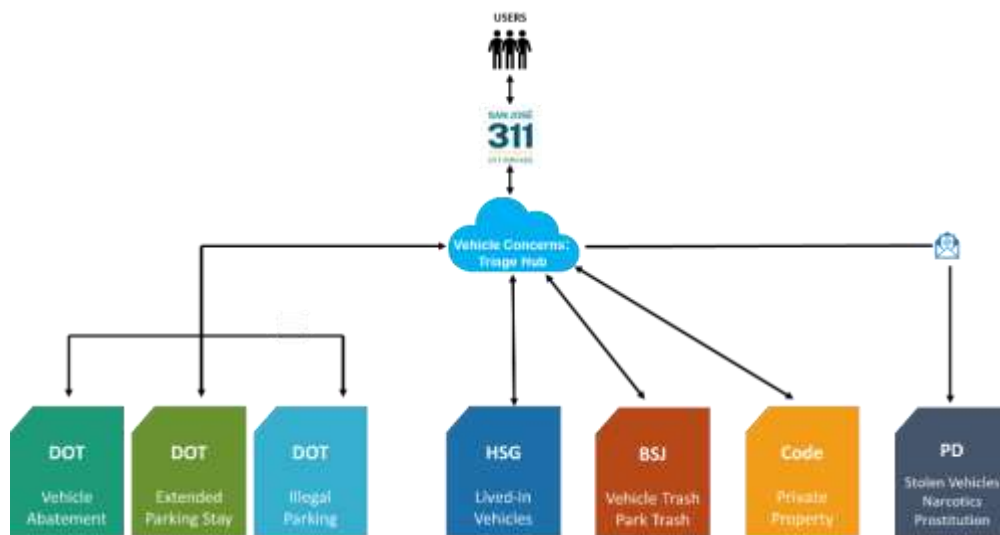 USERS
SAN JOSÉ
311
Vehicle Concerns:
Triage Hub
DOT
Vehicle
Abatement
DOT
Extended
Parking Stay
DOT
Illegal
Parking
HSG
Lived-In
Vehicles
BSJ
Vehicle Trash
Park Trash
Code
Private
Property
PD
Stolen Vehicles
Narcotics
Prostitution